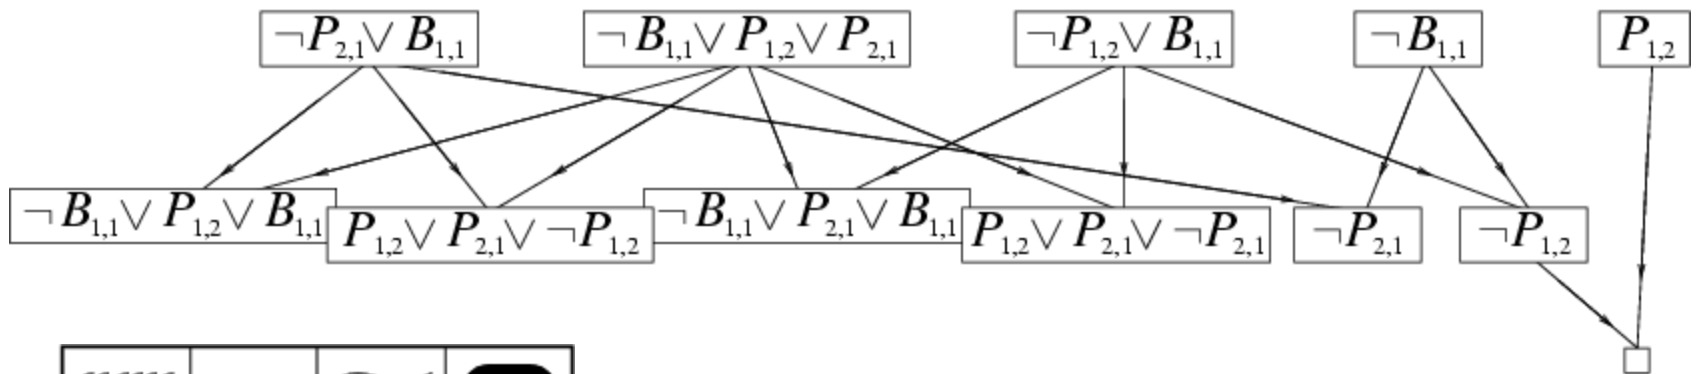 ¬P₂,₁ ∨ B₁,₁ ¬B₁,₁ ∨ P₁,₂ ∨ P₂,₁ ¬P₁,₂ ∨ B₁,₁ ¬B₁,₁ P₁,₂
¬B₁,₁ ∨ P₁,₂ ∨ B₁,₁ P₁,₂ ∨ P₂,₁ ∨ ¬P₁,₂ ¬B₁,₁ ∨ P₂,₁ ∨ B₁,₁ P₁,₂ ∨ P₂,₁ ∨ ¬P₂,₁ ¬P₂,₁ ¬P₁,₂